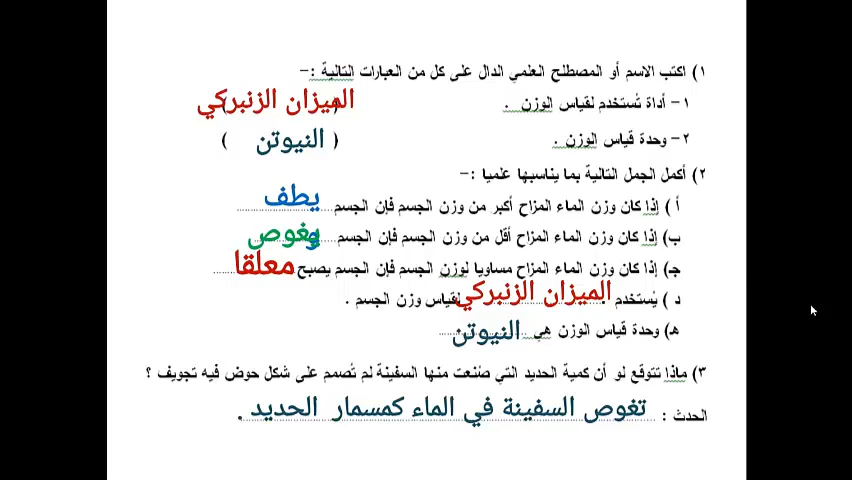 ١) اكتب الاسم أو المصطلح العلمي الدال على كل من العبارات التالية :-
١- أداة تُستخدم لقياس الوزن . (الميزان الزنبركي
٢- وحدة قياس الوزن . ( النيوتن )
٢) أكمل الجمل التالية بما يناسبها علميا :-
أ ) إذا كان وزن الماء المزاح أكبر من وزن الجسم فإن الجسم يطف و
ب) إذا كان وزن الماء المزاح أقل من وزن الجسم فإن الجسم يغوص
جـ) إذا كان وزن الماء المزاح مساويا لوزن الجسم فإن الجسم يصبح معلقا
د ) يُستخدم الميزان الزنبركي لقياس وزن الجسم .
هـ) وحدة قياس الوزن هي النيوتن
٣) ماذا تتوقع لو أن كمية الحديد التي صُنعت منها السفينة لم تُصمم على شكل حوض فيه تجويف ؟
الحدث : تغوص السفينة في الماء كمسمار الحديد .